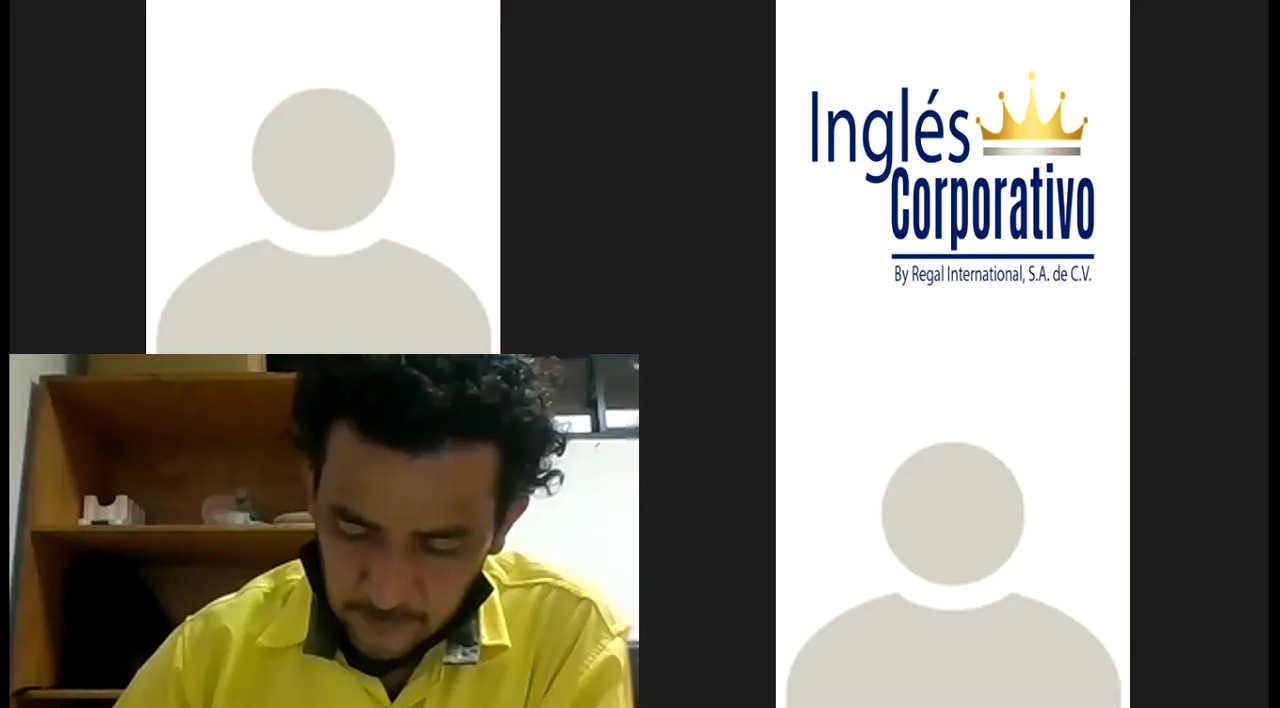 Inglés
Corporativo
By Regal International, S.A. de C.V.